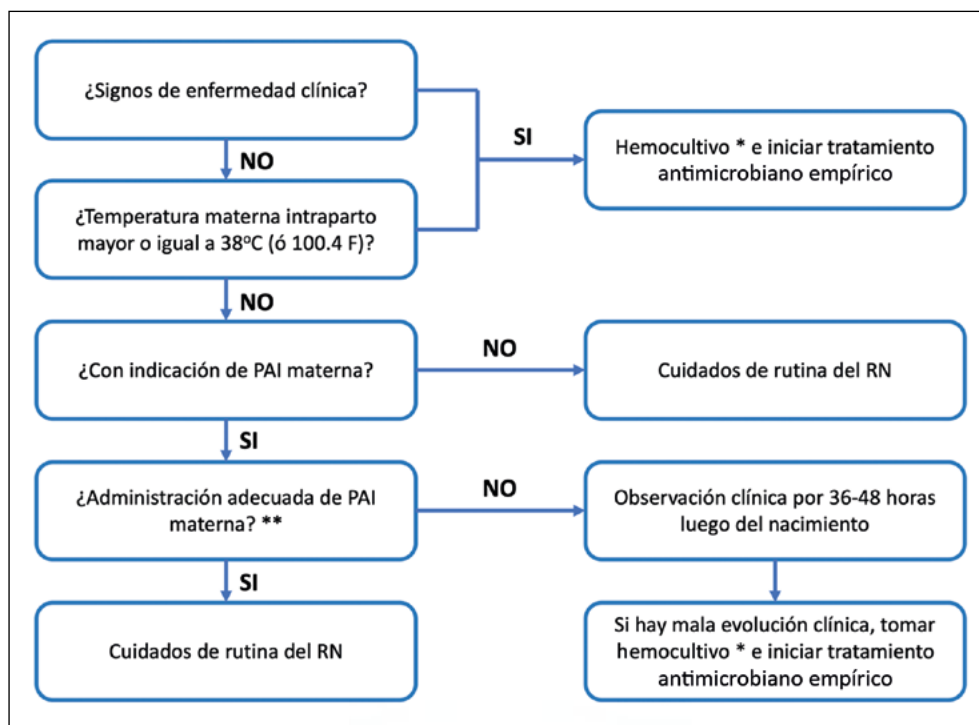 ¿Signos de enfermedad clínica?
SI
Hemocultivo * e iniciar tratamiento
antimicrobiano empírico
NO
¿Temperatura materna intraparto
mayor o igual a 38ºC (ó 100.4 F)?
NO
¿Con indicación de PAI materna?
NO
Cuidados de rutina del RN
SI
¿Administración adecuada de PAI
materna? **
NO
Observación clínica por 36-48 horas
luego del nacimiento
SI
Cuidados de rutina del RN
Si hay mala evolución clínica, tomar
hemocultivo * e iniciar tratamiento
antimicrobiano empírico